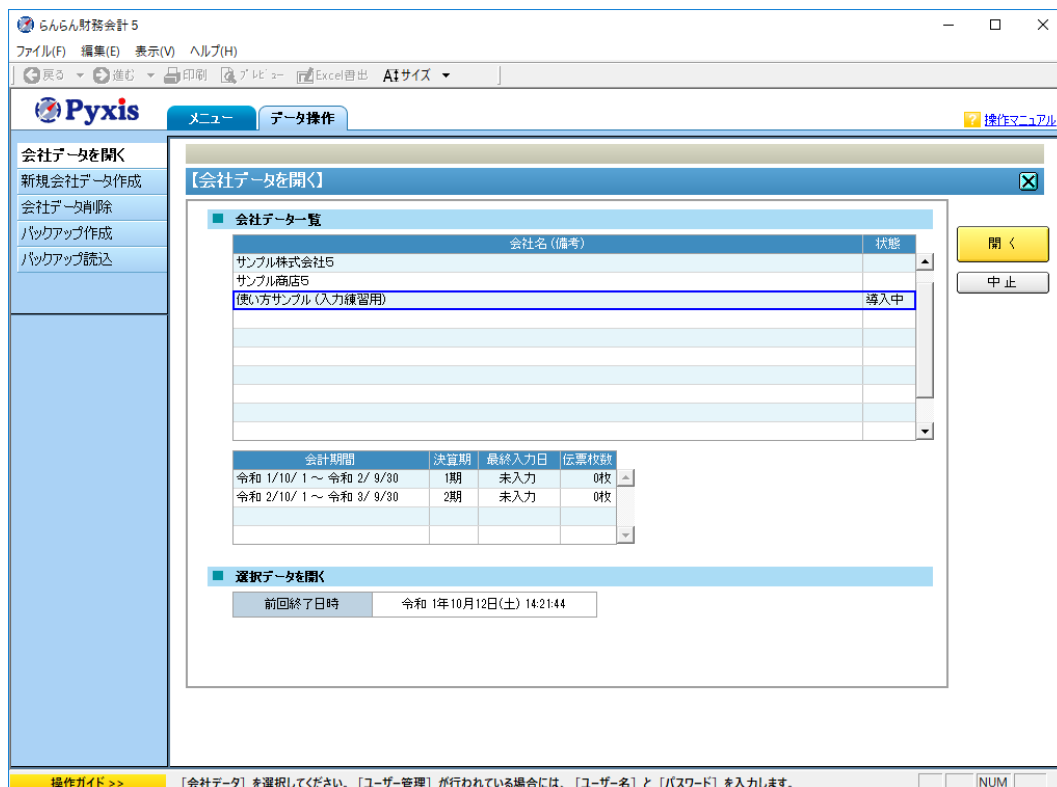 らんらん財務会計5
ファイル(F) 編集(E) 表示(V) ヘルプ(H)
戻る 進む 印刷 プレビュー Excel書出 サイズ
Pyxis
メニュー データ操作
? 操作マニュアル
会社データを開く
新規会社データ作成
会社データ削除
バックアップ作成
バックアップ読込
【会社データを開く】
会社データ一覧
会社名(備考) 状態
サンプル株式会社5
サンプル商店5
使い方サンプル(入力練習用) 導入中
開く
中止
会計期間 決算期 最終入力日 伝票枚数
令和 1/10/ 1 ~ 令和 2/ 9/30 1期 未入力 0枚
令和 2/10/ 1 ~ 令和 3/ 9/30 2期 未入力 0枚
選択データを開く
前回終了日時 令和 1年10月12日(土) 14:21:44
操作ガイド >> [会社データ] を選択してください。[ユーザー管理] が行われている場合には、[ユーザー名] と [パスワード] を入力します。 NUM